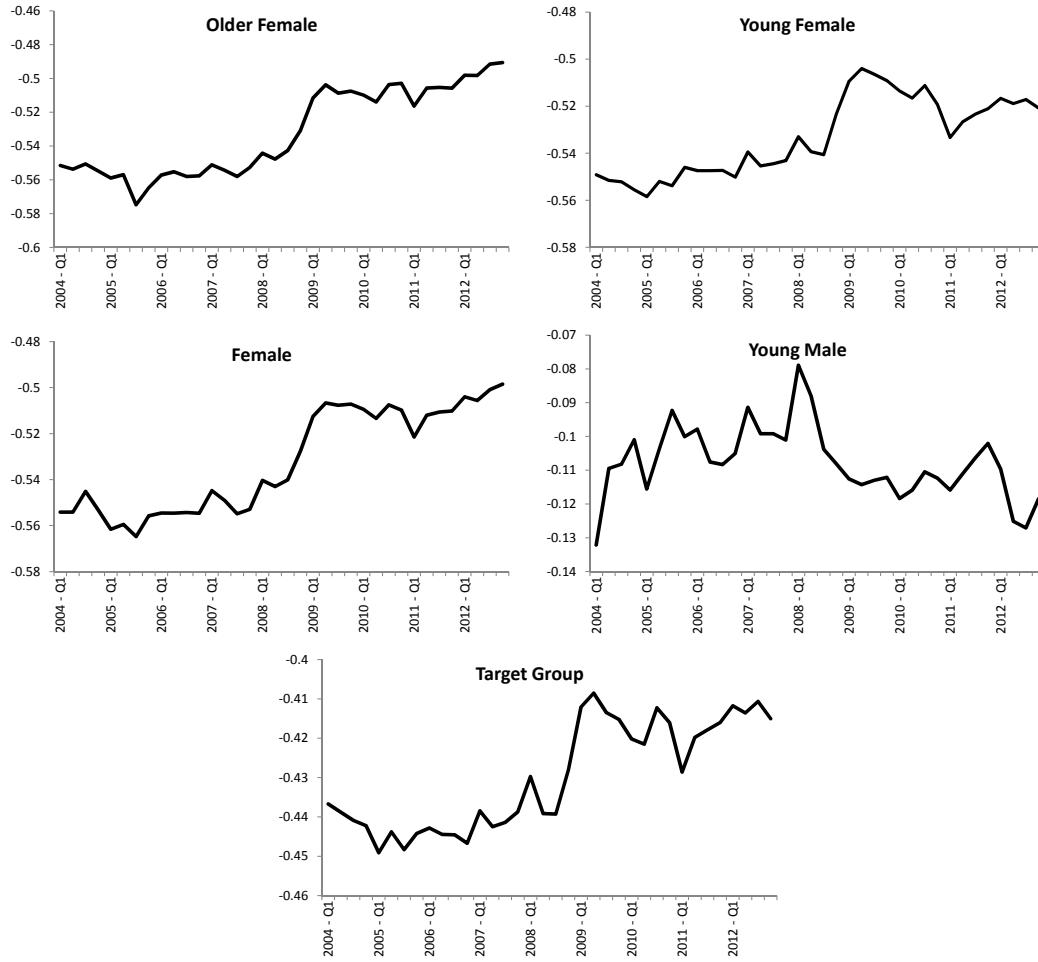 Older Female
-0.46
-0.48
-0.5
-0.52
-0.54
-0.56
-0.58
-0.6
2004 - Q1
2005 - Q1
2006 - Q1
2007 - Q1
2008 - Q1
2009 - Q1
2010 - Q1
2011 - Q1
2012 - Q1
Young Female
-0.48
-0.5
-0.52
-0.54
-0.56
-0.58
2004 - Q1
2005 - Q1
2006 - Q1
2007 - Q1
2008 - Q1
2009 - Q1
2010 - Q1
2011 - Q1
2012 - Q1
Female
-0.48
-0.5
-0.52
-0.54
-0.56
-0.58
2004 - Q1
2005 - Q1
2006 - Q1
2007 - Q1
2008 - Q1
2009 - Q1
2010 - Q1
2011 - Q1
2012 - Q1
Young Male
-0.07
-0.08
-0.09
-0.1
-0.11
-0.12
-0.13
-0.14
2004 - Q1
2005 - Q1
2006 - Q1
2007 - Q1
2008 - Q1
2009 - Q1
2010 - Q1
2011 - Q1
2012 - Q1
Target Group
-0.4
-0.41
-0.42
-0.43
-0.44
-0.45
-0.46
2004 - Q1
2005 - Q1
2006 - Q1
2007 - Q1
2008 - Q1
2009 - Q1
2010 - Q1
2011 - Q1
2012 - Q1